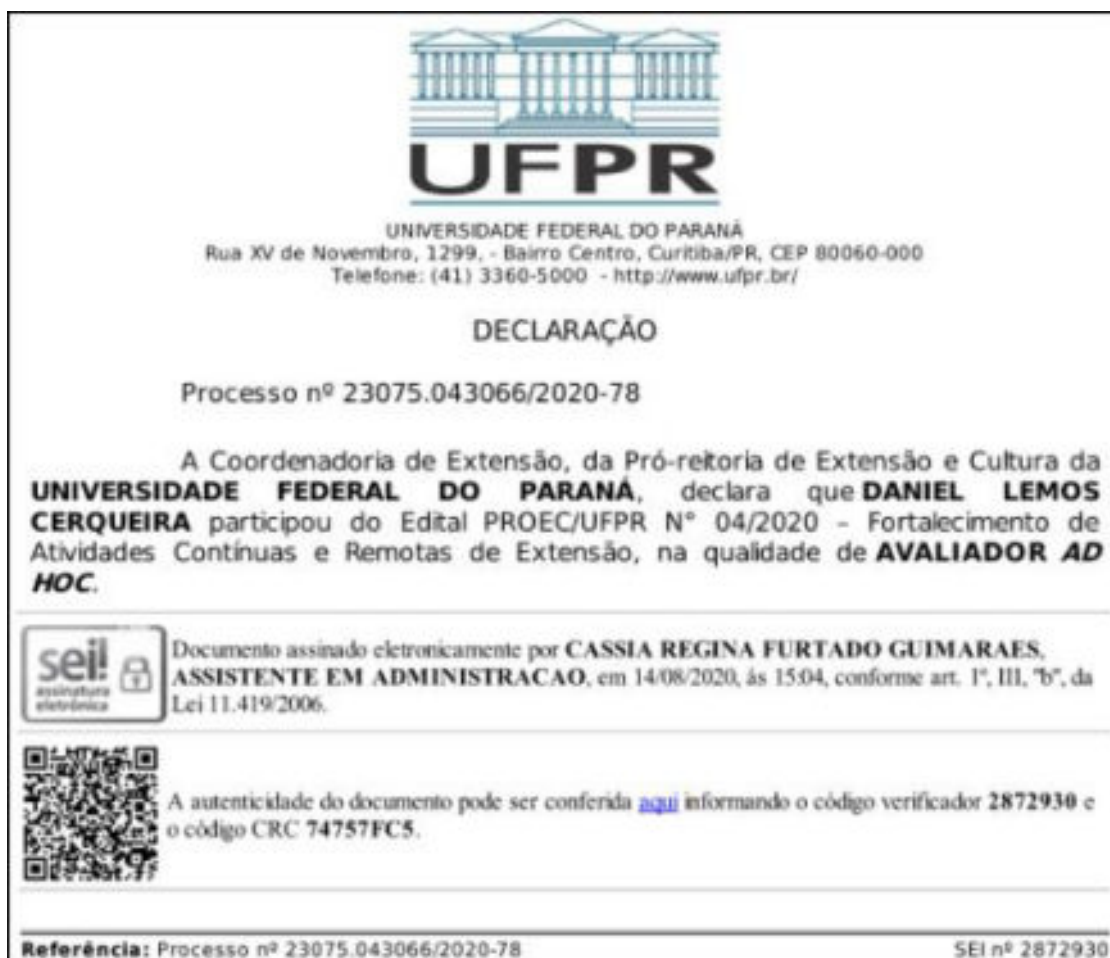 UFPR
UNIVERSIDADE FEDERAL DO PARANÁ
Rua XV de Novembro, 1299, - Bairro Centro, Curitiba/PR, CEP 80060-000
Telefone: (41) 3360-5000 - http://www.ufpr.br/
DECLARAÇÃO
Processo nº 23075.043066/2020-78
A Coordenadoria de Extensão, da Pró-reitoria de Extensão e Cultura da
UNIVERSIDADE FEDERAL DO PARANÁ, declara que DANIEL LEMOS
CERQUEIRA participou do Edital PROEC/UFPR N° 04/2020 – Fortalecimento de
Atividades Contínuas e Remotas de Extensão, na qualidade de AVALIADOR AD
HOC.
sei!
assinatura
eletrônica
Documento assinado eletronicamente por CASSIA REGINA FURTADO GUIMARAES,
ASSISTENTE EM ADMINISTRACAO, em 14/08/2020, às 15:04, conforme art. 1º, III, "b", da
Lei 11.419/2006.
A autenticidade do documento pode ser conferida aqui informando o código verificador 2872930 e
o código CRC 74757FC5.
Referência: Processo nº 23075.043066/2020-78 SEI nº 2872930